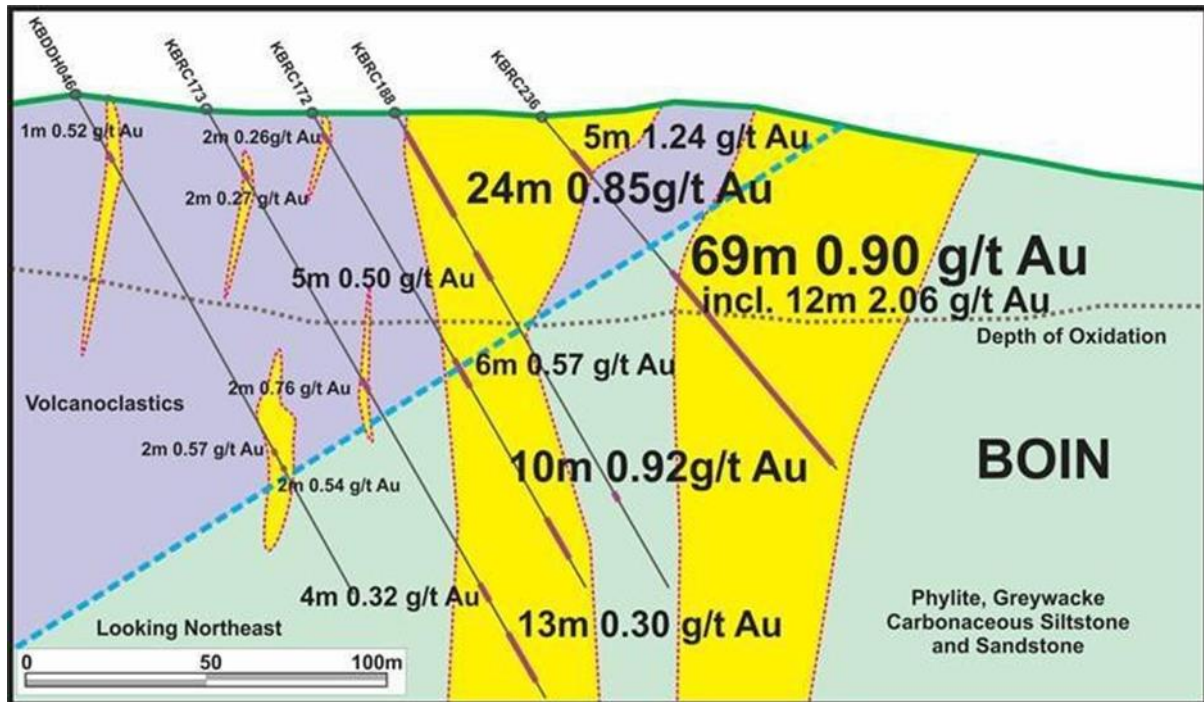 KBDDH046
KBRC173
KBRC172
KBRC188
KBRC236
1m 0.52 g/t Au
2m 0.26g/t Au
5m 1.24 g/t Au
2m 0.27g/t Au
24m 0.85g/t Au
69m 0.90 g/t Au
incl. 12m 2.06 g/t Au
5m 0.50 g/t Au
Depth of Oxidation
6m 0.57 g/t Au
2m 0.76 g/t Au
Volcanoclastics
2m 0.57 g/t Au
10m 0.92g/t Au
BOIN
2m 0.54 g/t Au
4m 0.32 g/t Au
Phylite, Greywacke
Carbonaceous Siltstone
and Sandstone
13m 0.30 g/t Au
Looking Northeast
0 50 100m